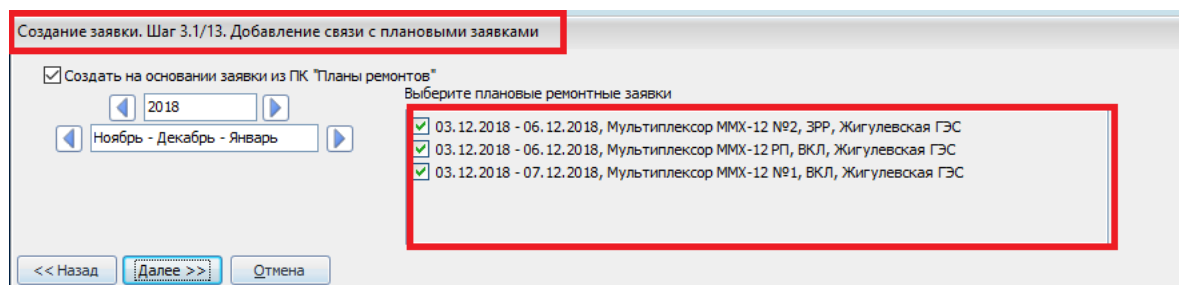 Создание заявки. Шаг 3.1/13. Добавление связи с плановыми заявками
Создать на основании заявки из ПК "Планы ремонтов"
2018
Ноябрь - Декабрь - Январь
Выберите плановые ремонтные заявки
03.12.2018 - 06.12.2018, Мультиплексор ММХ-12 №2, ЗРР, Жигулевская ГЭС
03.12.2018 - 06.12.2018, Мультиплексор ММХ-12 РП, ВКЛ, Жигулевская ГЭС
03.12.2018 - 07.12.2018, Мультиплексор ММХ-12 №1, ВКЛ, Жигулевская ГЭС
<< Назад Далее >> Отмена